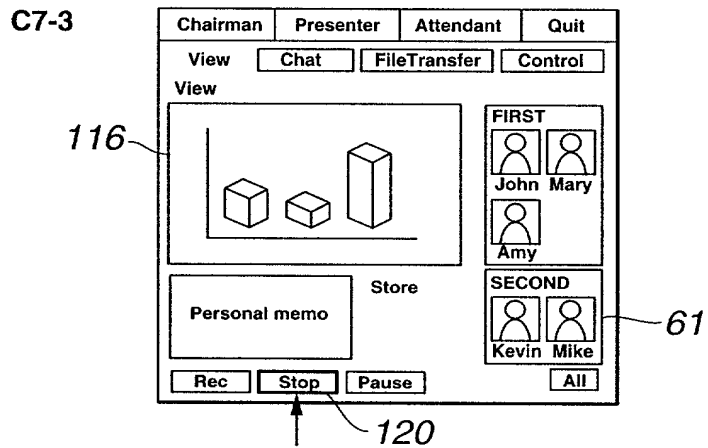 C7-3
Chairman Presenter Attendant Quit
View Chat FileTransfer Control
View
116
FIRST
John Mary
Amy
Personal memo
Store
SECOND
Kevin Mike
61
Rec Stop Pause All
120